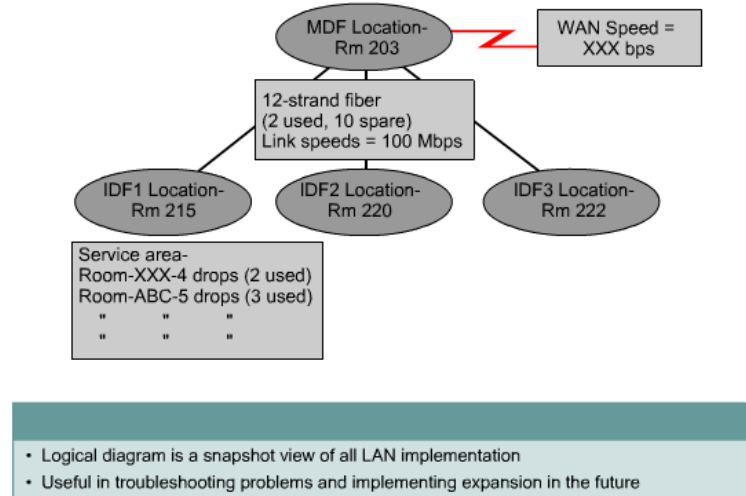 MDF Location-
Rm 203
WAN Speed =
XXX bps
12-strand fiber
(2 used, 10 spare)
Link speeds = 100 Mbps
IDF1 Location-
Rm 215
IDF2 Location-
Rm 220
IDF3 Location-
Rm 222
Service area-
Room-XXX-4 drops (2 used)
Room-ABC-5 drops (3 used)
" " "
" " "
• Logical diagram is a snapshot view of all LAN implementation
• Useful in troubleshooting problems and implementing expansion in the future